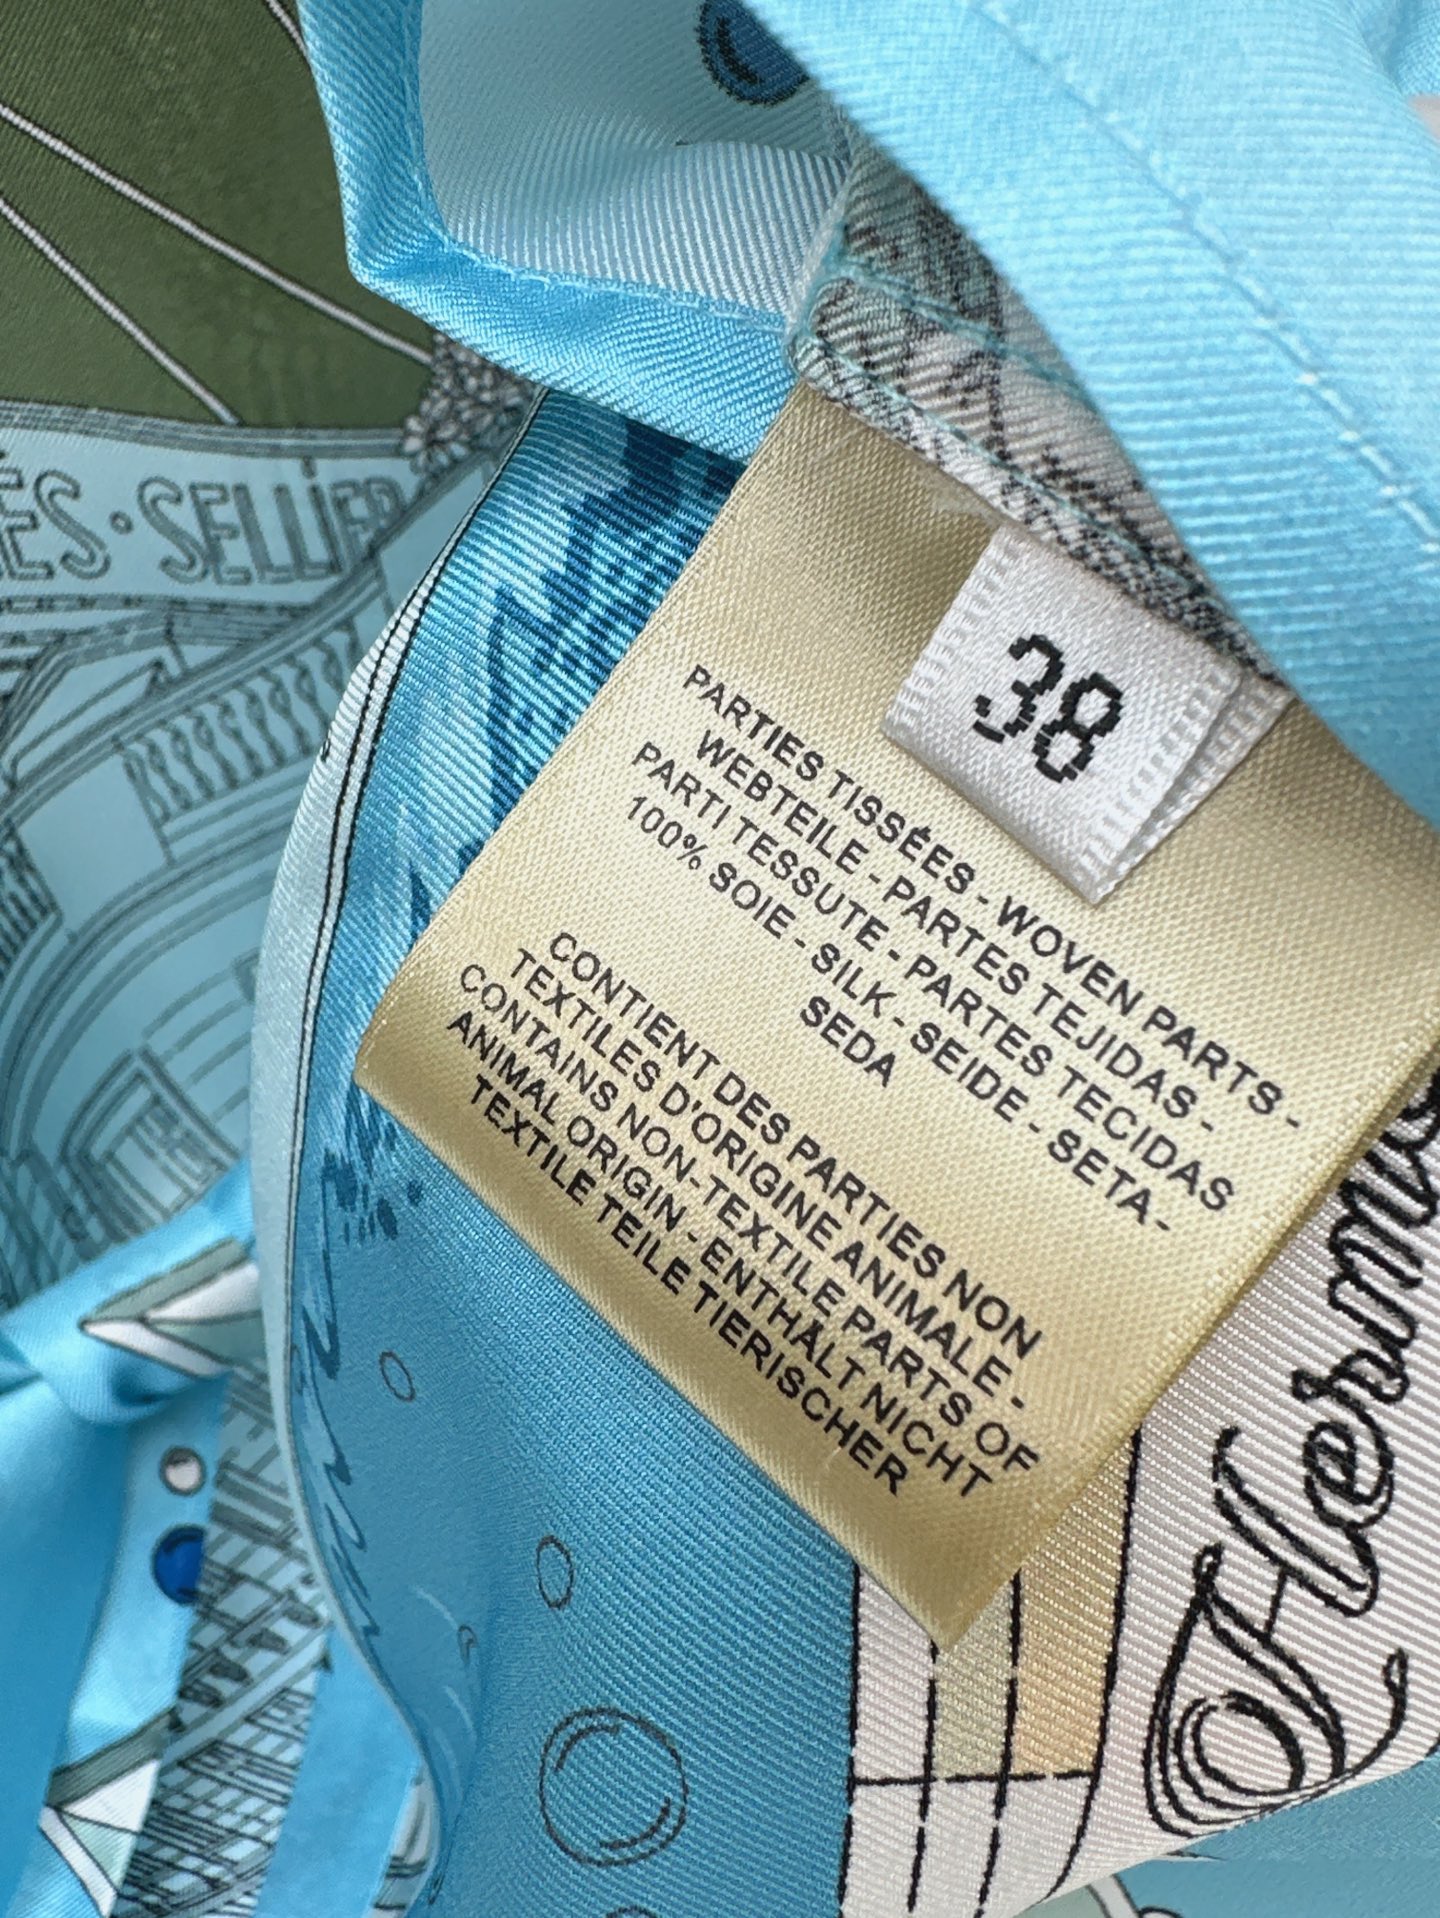 ÉS · SELLIER
38
PARTIES TISSÉES - WOVEN PARTS -
WEBTEILE - PARTES TEJIDAS -
PARTI TESSUTE - PARTES TECIDAS
100% SOIE - SILK - SEIDE - SETA -
SEDA
CONTIENT DES PARTIES NON
TEXTILES D'ORIGINE ANIMALE -
CONTAINS NON-TEXTILE PARTS OF
ANIMAL ORIGIN - ENTHÄLT NICHT
TEXTILE TEILE TIERISCHER